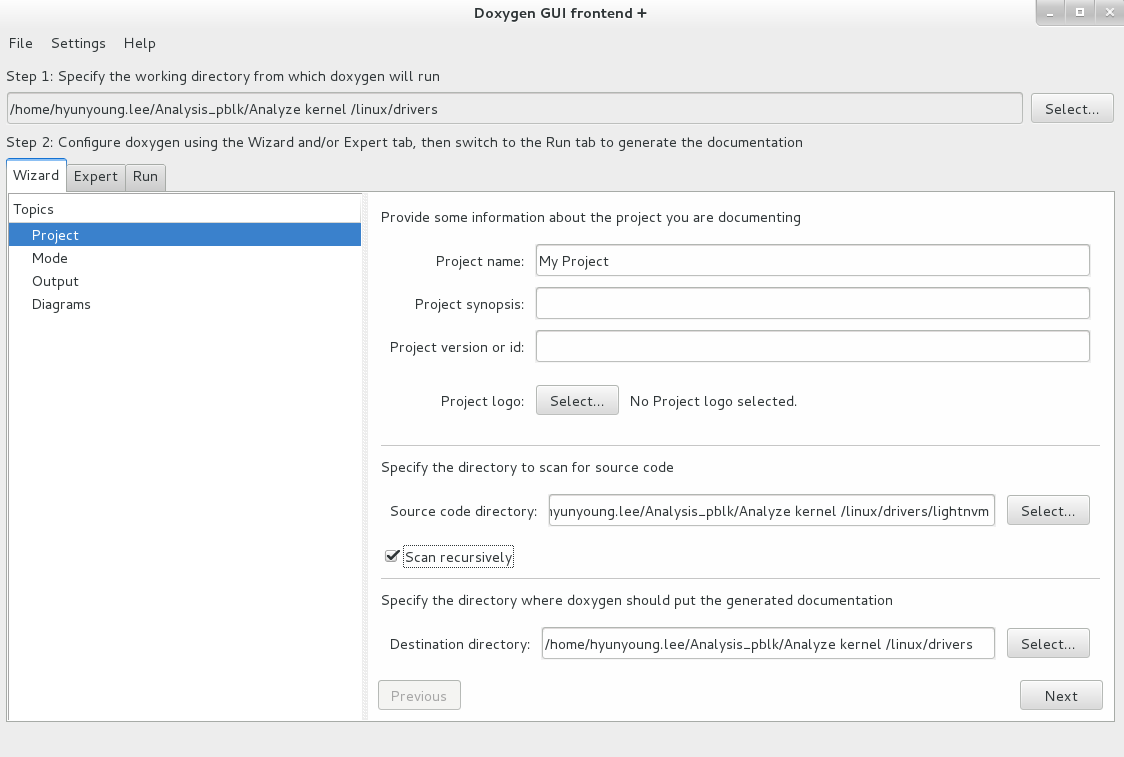 Doxygen GUI frontend +
File Settings Help
Step 1: Specify the working directory from which doxygen will run
/home/hyunyoung.lee/Analysis_pblk/Analyze kernel /linux/drivers Select...
Step 2: Configure doxygen using the Wizard and/or Expert tab, then switch to the Run tab to generate the documentation
Wizard Expert Run
Topics
Project
Mode
Output
Diagrams
Provide some information about the project you are documenting
Project name: My Project
Project synopsis:
Project version or id:
Project logo: Select... No Project logo selected.
Specify the directory to scan for source code
Source code directory: hyunyoung.lee/Analysis_pblk/Analyze kernel /linux/drivers/lightnvm Select...
Scan recursively
Specify the directory where doxygen should put the generated documentation
Destination directory: /home/hyunyoung.lee/Analysis_pblk/Analyze kernel /linux/drivers Select...
Previous Next